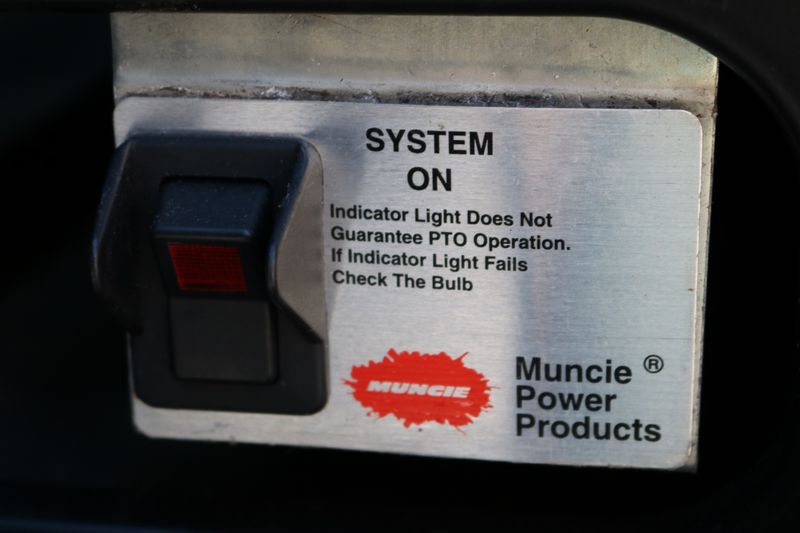 SYSTEM
ON
Indicator Light Does Not
Guarantee PTO Operation.
If Indicator Light Fails
Check The Bulb
MUNCIE
Muncie ®
Power
Products